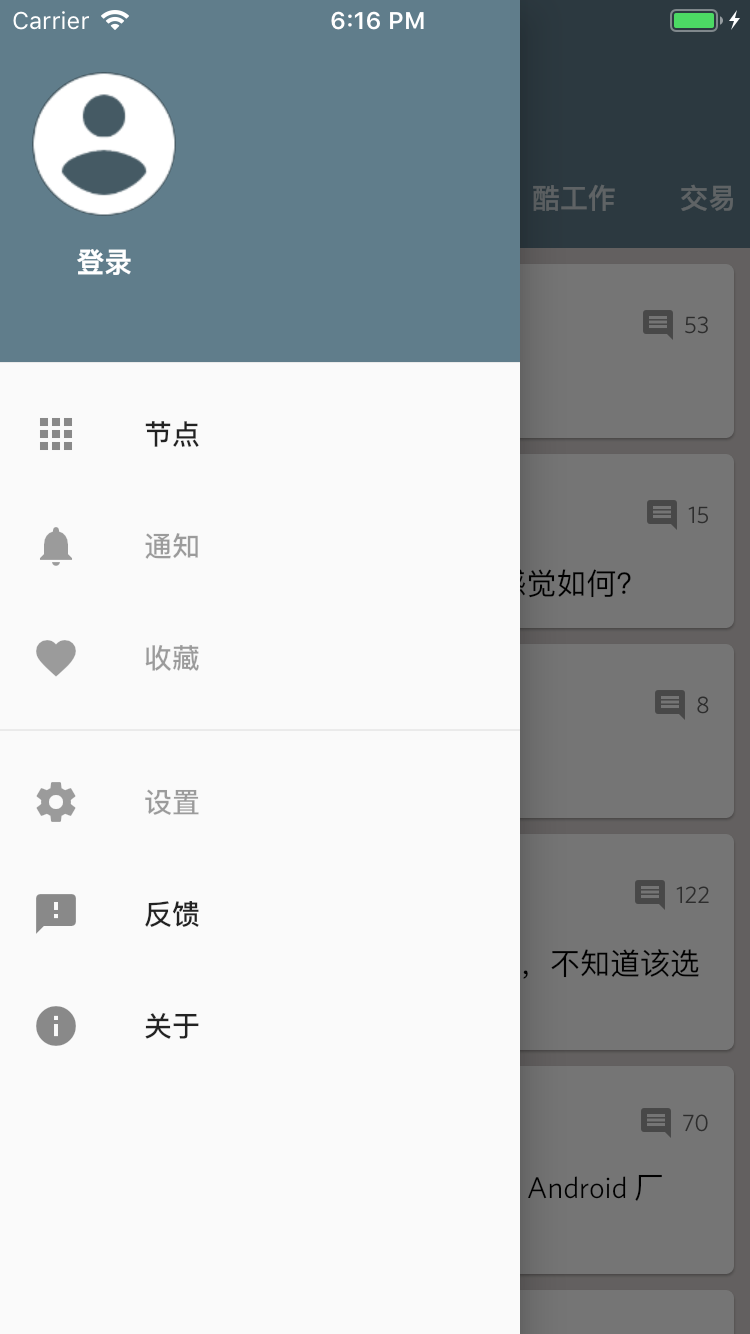 Carrier
6:16 PM
登录
酷工作
交易
节点
通知
收藏
设置
反馈
关于
53
15
觉如何?
8
122
，不知道该选
70
Android 厂